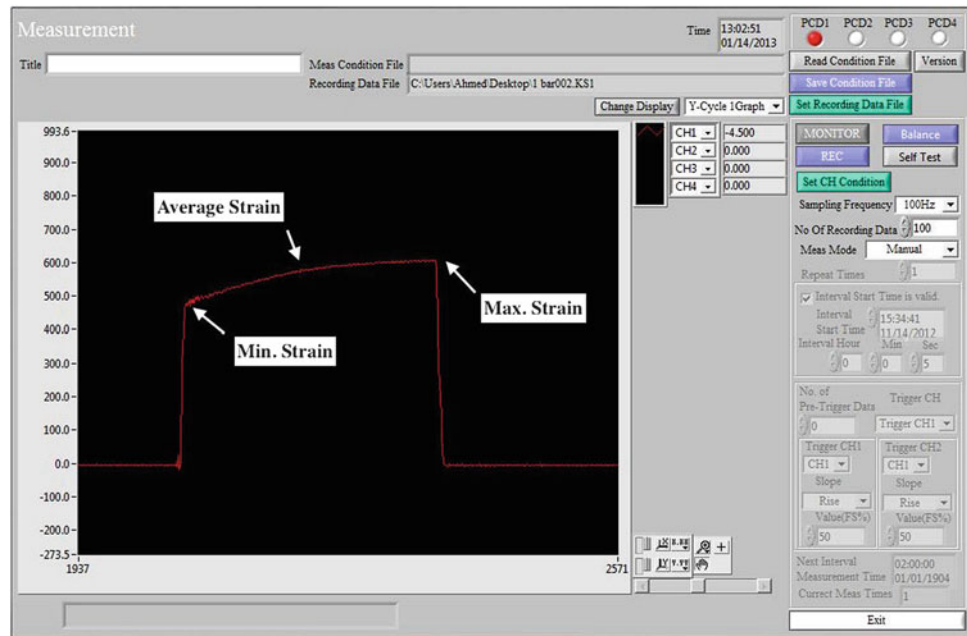 Measurement
Time 13:02:51
01/14/2013
Title
Meas Condition File
Recording Data File C:\Users\Ahmed\Desktop\1 bar002.KS1
Change Display Y-Cycle 1Graph
PCD1 PCD2 PCD3 PCD4
Read Condition File Version
Save Condition File
Set Recording Data File
993.6
900.0
800.0
700.0
600.0
500.0
400.0
300.0
200.0
100.0
0.0
-100.0
-200.0
-273.5
1937
2571
Average Strain
Min. Strain
Max. Strain
CH1 -4.500
CH2 0.000
CH3 0.000
CH4 0.000
MONITOR Balance
REC Self Test
Set CH Condition
Sampling Frequency 100Hz
No Of Recording Data 100
Meas Mode Manual
Repeat Times 1
Interval Start Time is valid.
Interval
Start Time 15:34:41
11/14/2012
Interval Hour Min Sec
0 0 5
No. of
Pre-Trigger Data
0
Trigger CH
Trigger CH1
Trigger CH1 Trigger CH2
CH1 CH1
Slope Slope
Rise Rise
Value(FS%) Value(FS%)
50 50
Next Interval
Measurement Time 02:00:00
01/01/1904
Currect Meas Times 1
Exit